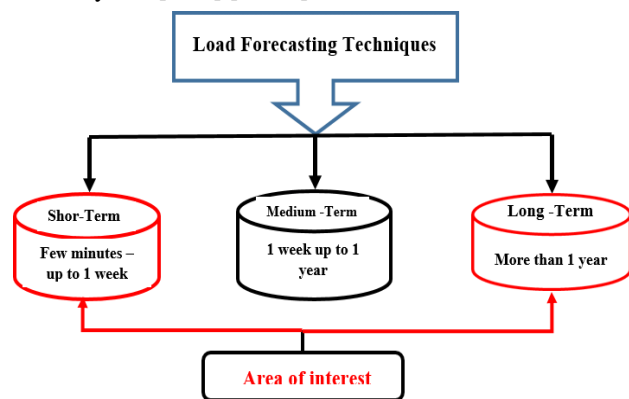 Load Forecasting Techniques
Shor-Term
Few minutes –
up to 1 week
Medium -Term
1 week up to 1
year
Long -Term
More than 1 year
Area of interest